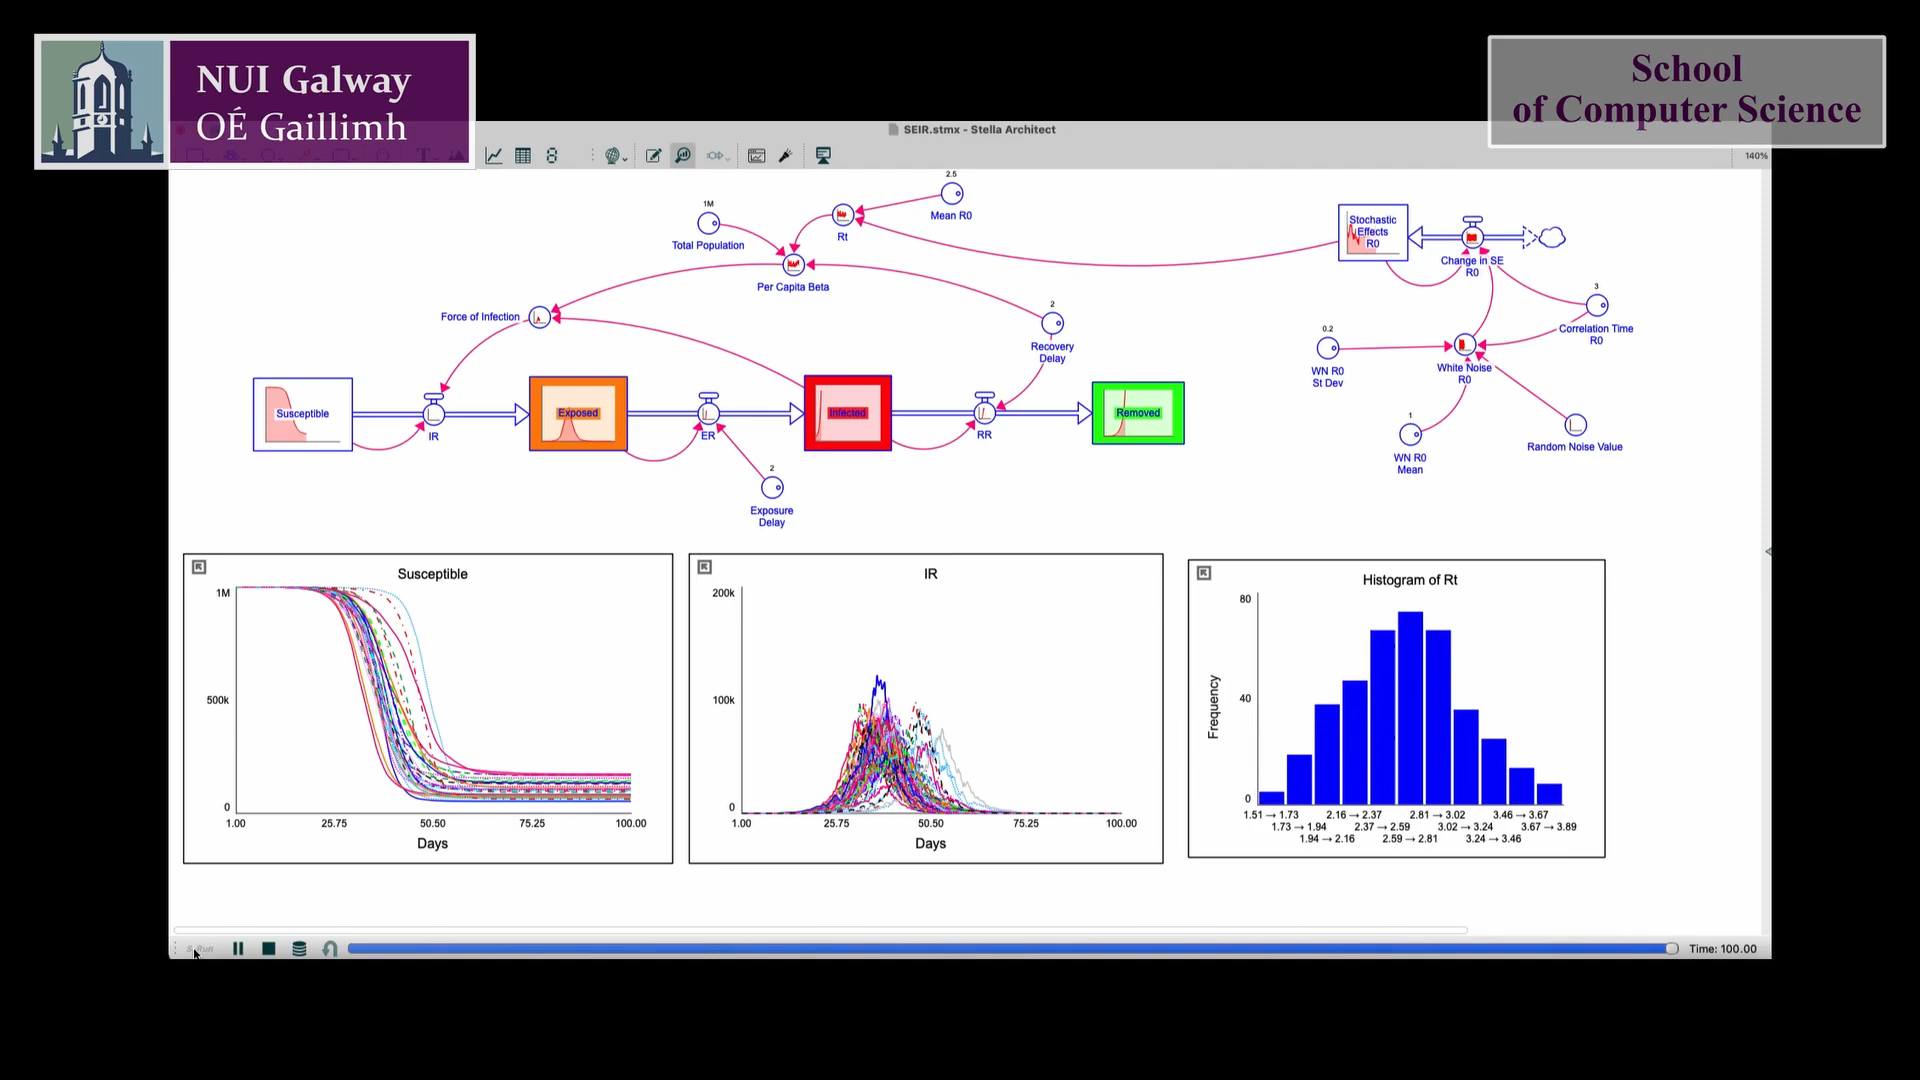 NUI Galway
OÉ Gaillimh
School
of Computer Science
SEIR.stmx - Stella Architect
140%
2.5
Mean R0
1M
Total Population
Rt
Per Capita Beta
Force of Infection
2
Recovery
Delay
Susceptible
IR
Exposed
ER
Infected
RR
Removed
2
Exposure
Delay
Stochastic
Effects
R0
Change in SE
R0
3
Correlation Time
R0
0.2
WN R0
St Dev
White Noise
R0
1
WN R0
Mean
Random Noise Value
Susceptible
1M
500k
0
1.00 25.75 50.50 75.25 100.00
Days
IR
200k
100k
0
1.00 25.75 50.50 75.25 100.00
Days
Histogram of Rt
Frequency
80
40
0
1.51 → 1.73 2.16 → 2.37 2.81 → 3.02 3.46 → 3.67
1.73 → 1.94 2.37 → 2.59 3.02 → 3.24 3.67 → 3.89
1.94 → 2.16 2.59 → 2.81 3.24 → 3.46
Time: 100.00